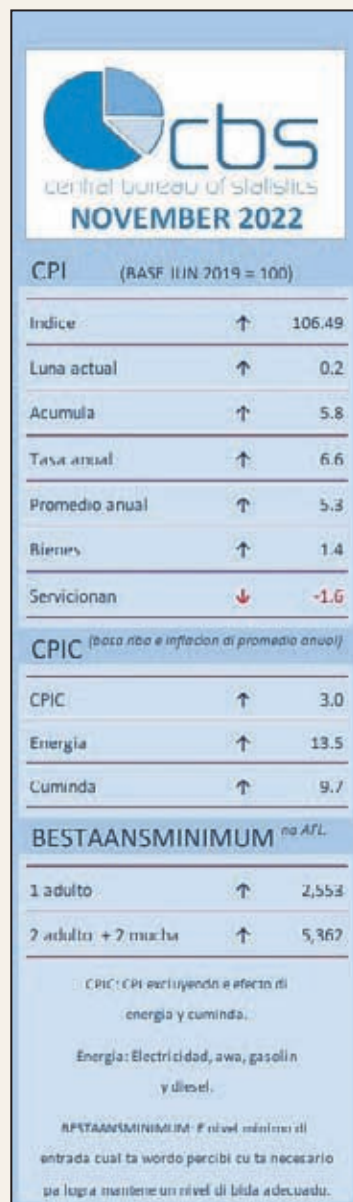 cbs
central bureau of statistics
NOVEMBER 2022
CPI (BASE JUN 2019 = 100)
Indice ↑ 106.49
Luna actual ↑ 0.2
Acumula ↑ 5.8
Tasa anual ↑ 6.6
Promedio anual ↑ 5.3
Bienes ↑ 1.4
Servicionan ↓ -1.6
CPIC (basa riba e inflacion di promedio anual)
CPIC ↑ 3.0
Energia ↑ 13.5
Cuminda ↑ 9.7
BESTAANSMINIMUM na AFL.
1 adulto ↑ 2,553
2 adulto + 2 mucha ↑ 5,362
CPIC: CPI excluyendo e efecto di
energia y cuminda.
Energia: Electricidad, awa, gasolin
y diesel.
BESTAANSMINIMUM: E nivel minimo di
entrada cual ta wordo percibi cu ta necesario
pa logra mantene un nivel di bida adecuadu.